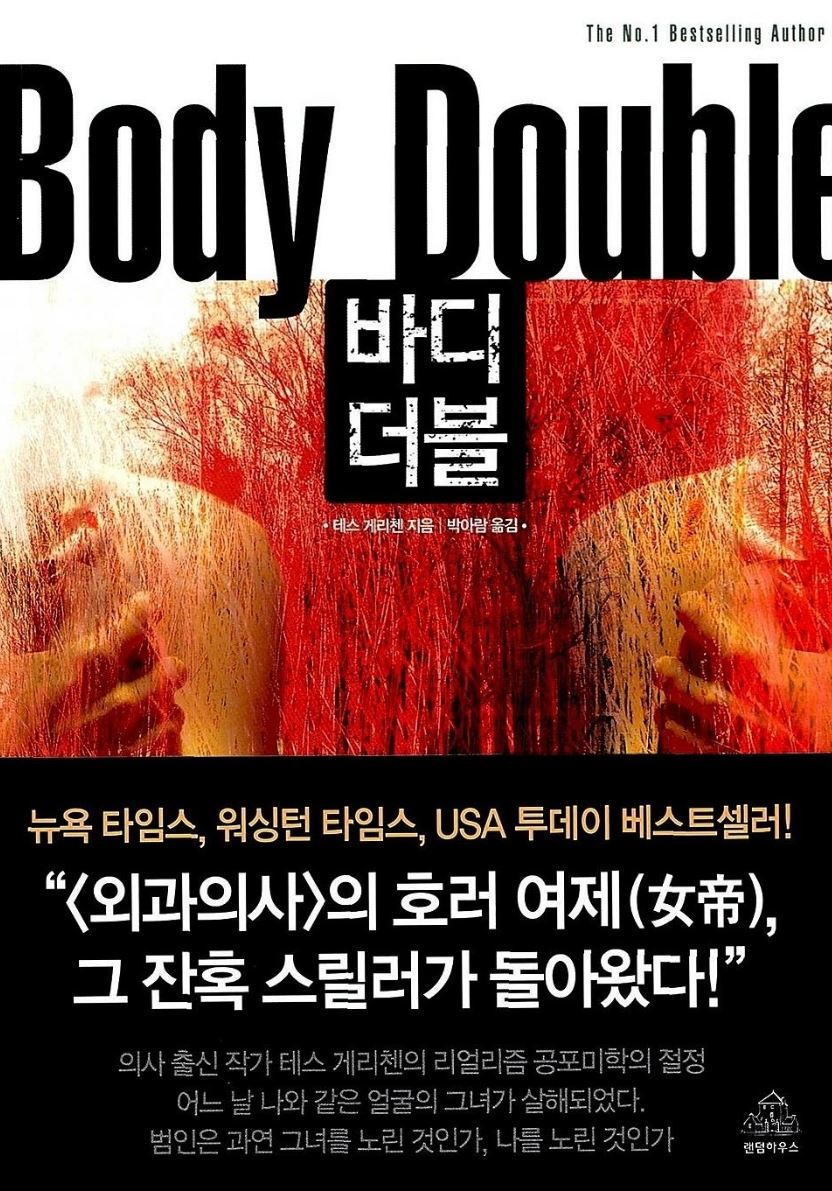 The No.1 Bestselling Author
Body Double
바디
더블
• 테스 게리첸 지음 | 박아람 옮김 •
뉴욕 타임스, 워싱턴 타임스, USA 투데이 베스트셀러!
“〈외과의사〉의 호러 여제(女帝),
그 잔혹 스릴러가 돌아왔다!”
의사 출신 작가 테스 게리첸의 리얼리즘 공포미학의 절정
어느 날 나와 같은 얼굴의 그녀가 살해되었다.
범인은 과연 그녀를 노린 것인가, 나를 노린 것인가
랜덤하우스